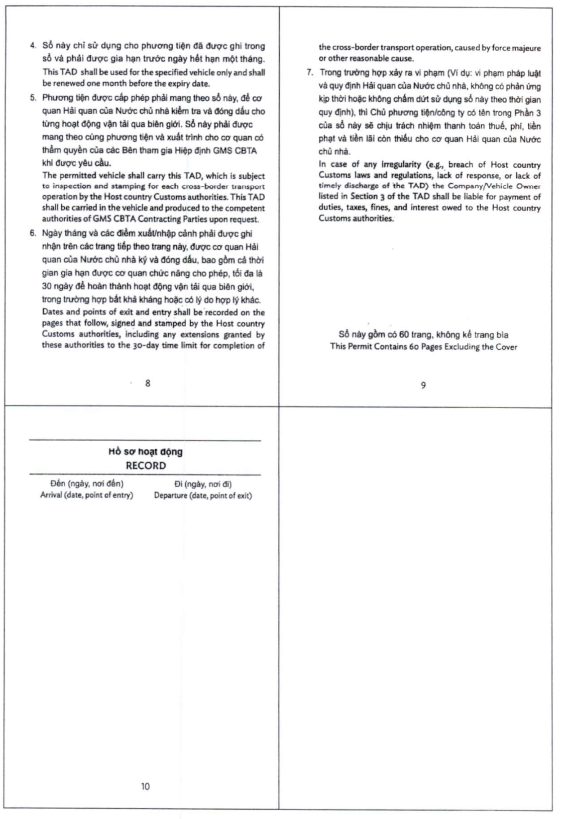 4. Sổ này chỉ sử dụng cho phương tiện đã được ghi trong
sổ và phải được gia hạn trước ngày hết hạn một tháng.
This TAD shall be used for the specified vehicle only and shall
be renewed one month before the expiry date.
5. Phương tiện được cấp phép phải mang theo sổ này, để cơ
quan Hải quan của Nước chủ nhà kiểm tra và đóng dấu cho
từng hoạt động vận tải qua biên giới. Sổ này phải được
mang theo cùng phương tiện và xuất trình cho cơ quan có
thẩm quyền của các Bên tham gia Hiệp định GMS CBTA
khi được yêu cầu.
The permitted vehicle shall carry this TAD, which is subject
to inspection and stamping for each cross-border transport
operation by the Host country Customs authorities. This TAD
shall be carried in the vehicle and produced to the competent
authorities of GMS CBTA Contracting Parties upon request.
6. Ngày tháng và các điểm xuất/nhập cảnh phải được ghi
nhận trên các trang tiếp theo trang này, được cơ quan Hải
quan của Nước chủ nhà ký và đóng dấu, bao gồm cả thời
gian gia hạn được cơ quan chức năng cho phép, tối đa là
30 ngày để hoàn thành hoạt động vận tải qua biên giới,
trong trường hợp bất khả kháng hoặc có lý do hợp lý khác.
Dates and points of exit and entry shall be recorded on the
pages that follow, signed and stamped by the Host country
Customs authorities, including any extensions granted by
these authorities to the 30-day time limit for completion of
8
the cross-border transport operation, caused by force majeure
or other reasonable cause.
7. Trong trường hợp xảy ra vi phạm (Ví dụ: vi phạm pháp luật
và quy định Hải quan của Nước chủ nhà, không có phản ứng
kịp thời hoặc không chấm dứt sử dụng sổ này theo thời gian
quy định), thì Chủ phương tiện/công ty có tên trong Phần 3
của sổ này sẽ chịu trách nhiệm thanh toán thuế, phí, tiền
phạt và tiền lãi còn thiếu cho cơ quan Hải quan của Nước
chủ nhà.
In case of any irregularity (e.g., breach of Host country
Customs laws and regulations, lack of response, or lack of
timely discharge of the TAD) the Company/Vehicle Owner
listed in Section 3 of the TAD shall be liable for payment of
duties, taxes, fines, and interest owed to the Host country
Customs authorities.
Sổ này gồm có 60 trang, không kể trang bìa
This Permit Contains 60 Pages Excluding the Cover
9
Hồ sơ hoạt động
RECORD
Đến (ngày, nơi đến) Đi (ngày, nơi đi)
Arrival (date, point of entry) Departure (date, point of exit)
10